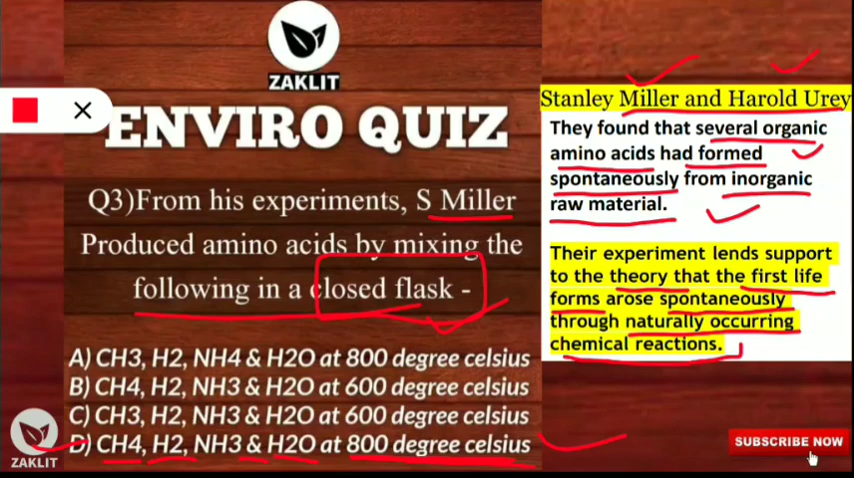 ZAKLIT
ENVIRO QUIZ
Q3)From his experiments, S Miller
Produced amino acids by mixing the
following in a closed flask -
A) CH3, H2, NH4 & H2O at 800 degree celsius
B) CH4, H2, NH3 & H2O at 600 degree celsius
C) CH3, H2, NH3 & H2O at 600 degree celsius
D) CH4, H2, NH3 & H2O at 800 degree celsius
ZAKLIT
Stanley Miller and Harold Urey
They found that several organic
amino acids had formed
spontaneously from inorganic
raw material.
Their experiment lends support
to the theory that the first life
forms arose spontaneously
through naturally occurring
chemical reactions.
SUBSCRIBE NOW